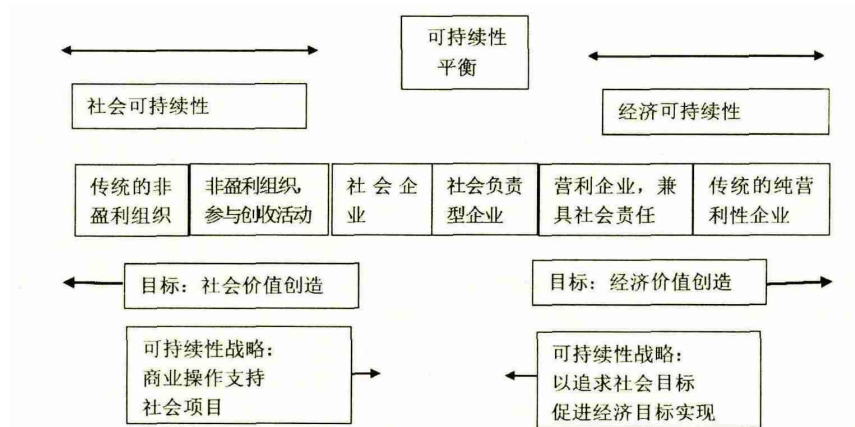 可持续性
平衡
社会可持续性
经济可持续性
传统的非
盈利组织
非盈利组织,
参与创收活动
社会企
业
社会负责
型企业
营利企业，兼
具社会责任
传统的纯营
利性企业
目标：社会价值创造
目标：经济价值创造
可持续性战略：
商业操作支持
社会项目
可持续性战略：
以追求社会目标
促进经济目标实现